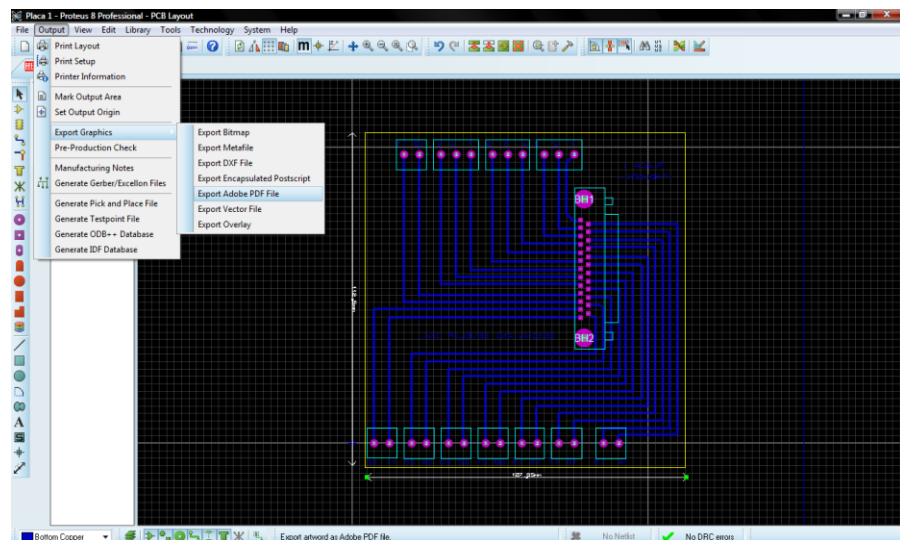 Placa 1 - Proteus 8 Professional - PCB Layout
File Output View Edit Library Tools Technology System Help
Print Layout
Print Setup
Printer Information
Mark Output Area
Set Output Origin
Export Graphics
Pre-Production Check
Manufacturing Notes
Generate Gerber/Excellon Files
Generate Pick and Place File
Generate Testpoint File
Generate ODB++ Database
Generate IDF Database
Export Bitmap
Export Metafile
Export DXF File
Export Encapsulated Postscript
Export Adobe PDF File
Export Vector File
Export Overlay
BH1
BH2
Bottom Copper
Export artword as Adobe PDF file.
No Netlist
No DRC errors